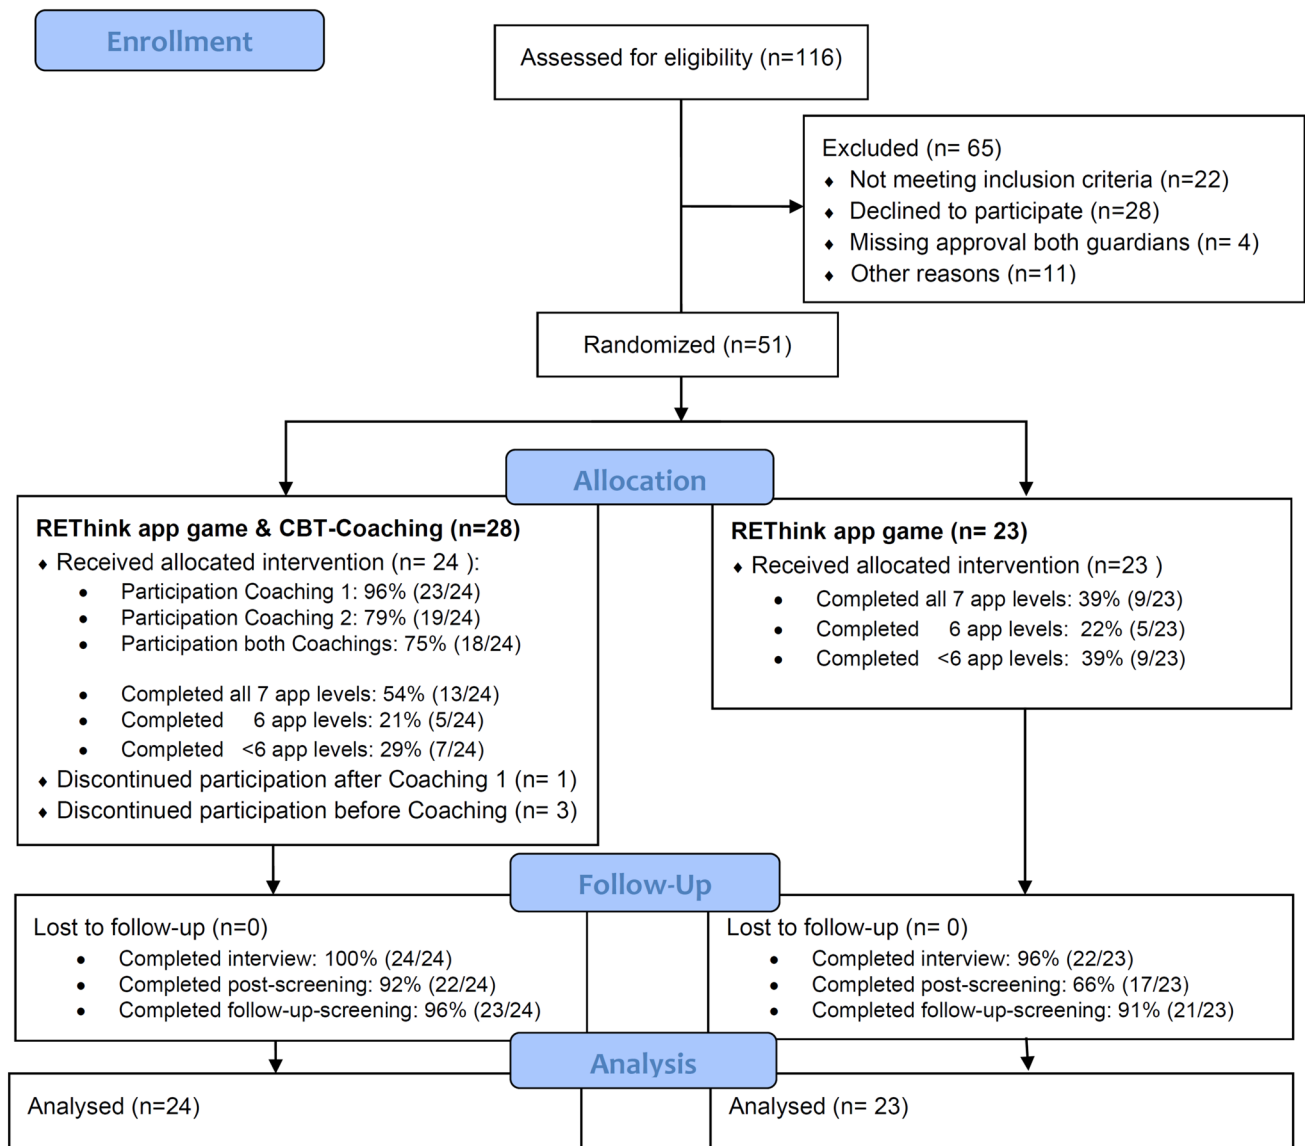 Enrollment
Assessed for eligibility (n=116)
Excluded (n= 65)
♦ Not meeting inclusion criteria (n=22)
♦ Declined to participate (n=28)
♦ Missing approval both guardians (n= 4)
♦ Other reasons (n=11)
Randomized (n=51)
Allocation
REThink app game & CBT-Coaching (n=28)
♦ Received allocated intervention (n= 24 ):
• Participation Coaching 1: 96% (23/24)
• Participation Coaching 2: 79% (19/24)
• Participation both Coachings: 75% (18/24)
• Completed all 7 app levels: 54% (13/24)
• Completed 6 app levels: 21% (5/24)
• Completed <6 app levels: 29% (7/24)
♦ Discontinued participation after Coaching 1 (n= 1)
♦ Discontinued participation before Coaching (n= 3)
REThink app game (n= 23)
♦ Received allocated intervention (n=23 )
• Completed all 7 app levels: 39% (9/23)
• Completed 6 app levels: 22% (5/23)
• Completed <6 app levels: 39% (9/23)
Follow-Up
Lost to follow-up (n=0)
• Completed interview: 100% (24/24)
• Completed post-screening: 92% (22/24)
• Completed follow-up-screening: 96% (23/24)
Lost to follow-up (n= 0)
• Completed interview: 96% (22/23)
• Completed post-screening: 66% (17/23)
• Completed follow-up-screening: 91% (21/23)
Analysis
Analysed (n=24)
Analysed (n= 23)